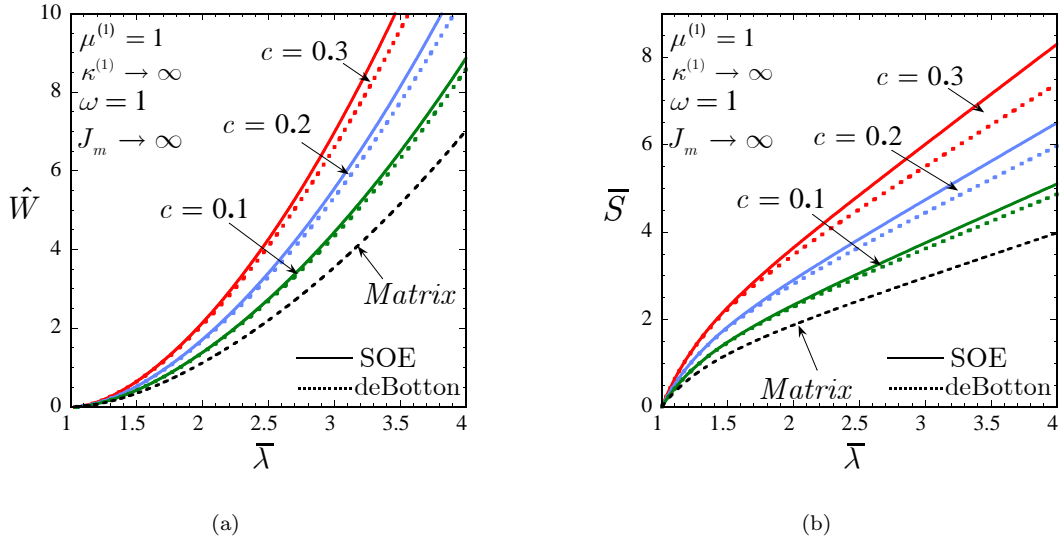 10
8
6
4
2
0
Ŵ
μ⁽¹⁾ = 1
κ⁽¹⁾ → ∞
ω = 1
J_m → ∞
c = 0.3
c = 0.2
c = 0.1
Matrix
SOE
deBotton
1 1.5 2 2.5 3 3.5 4
λ̅
(a)
8
6
4
2
0
S̅
μ⁽¹⁾ = 1
κ⁽¹⁾ → ∞
ω = 1
J_m → ∞
c = 0.3
c = 0.2
c = 0.1
Matrix
SOE
deBotton
1 1.5 2 2.5 3 3.5 4
λ̅
(b)